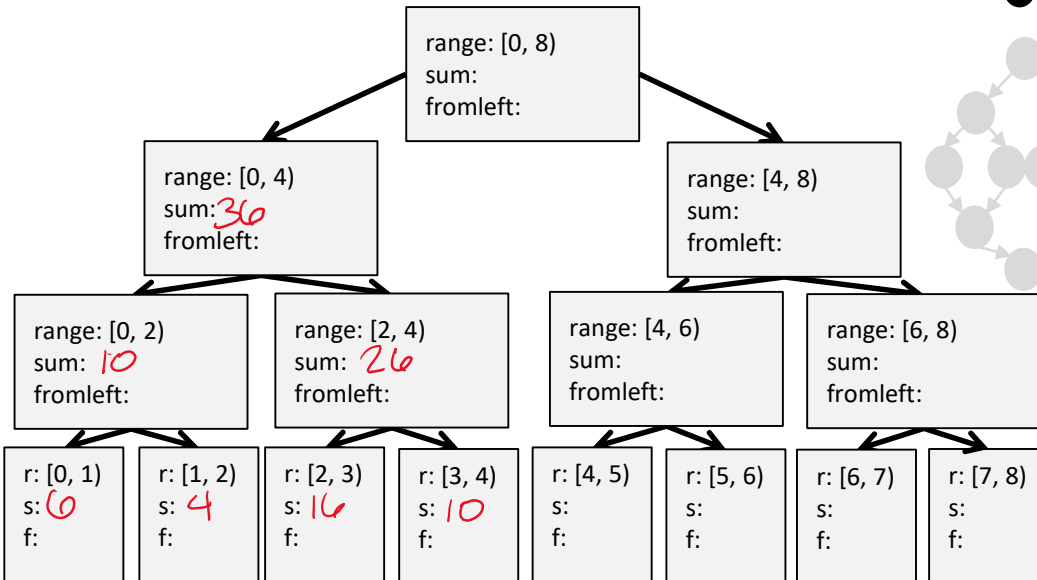 range: [0, 8)
sum:
fromleft:
range: [0, 4)
sum: 36
fromleft:
range: [4, 8)
sum:
fromleft:
range: [0, 2)
sum: 10
fromleft:
range: [2, 4)
sum: 26
fromleft:
range: [4, 6)
sum:
fromleft:
range: [6, 8)
sum:
fromleft:
r: [0, 1)
s: 6
f:
r: [1, 2)
s: 4
f:
r: [2, 3)
s: 16
f:
r: [3, 4)
s: 10
f:
r: [4, 5)
s:
f:
r: [5, 6)
s:
f:
r: [6, 7)
s:
f:
r: [7, 8)
s:
f: